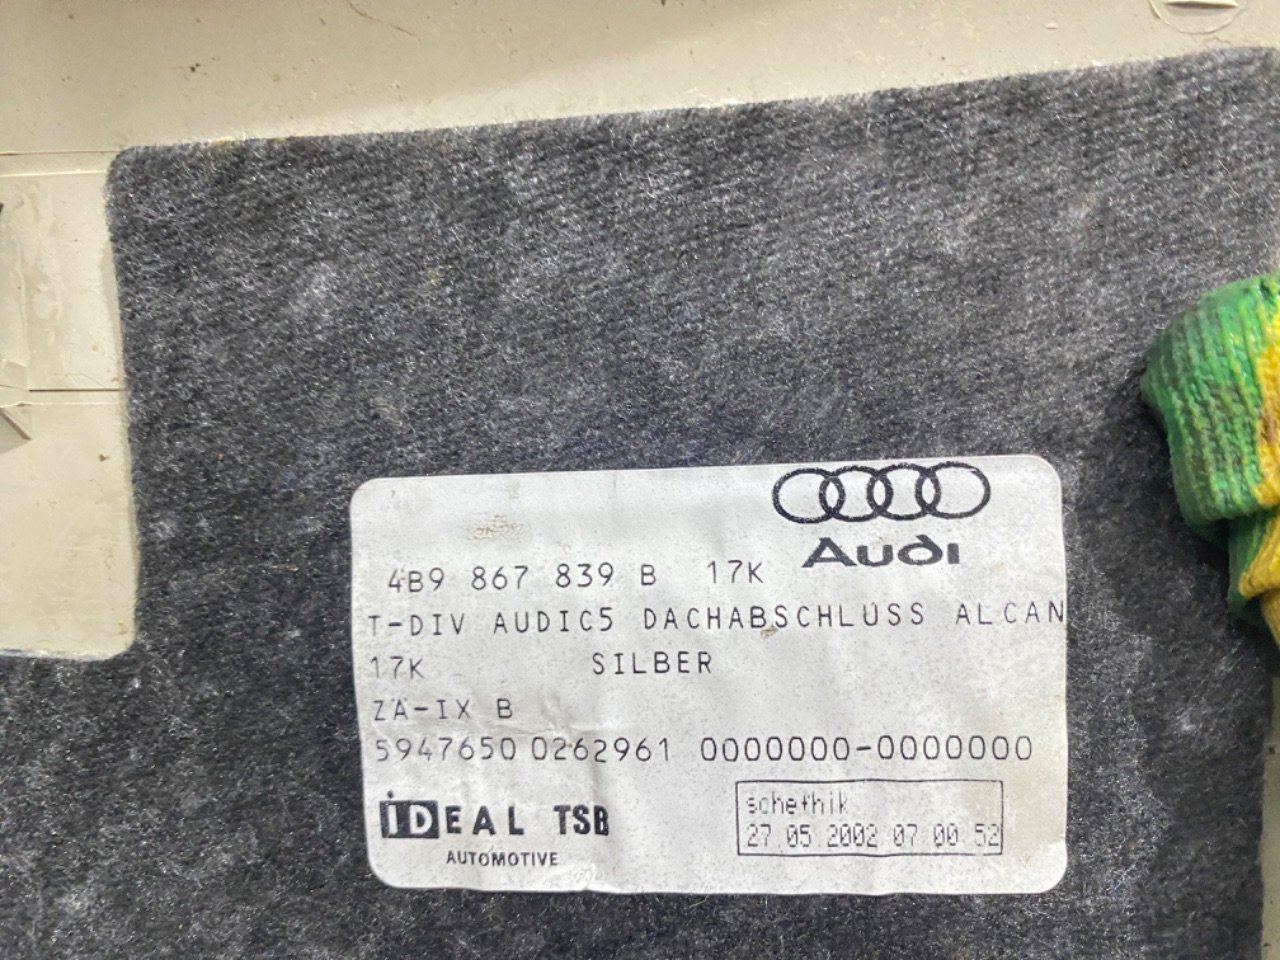 Audi
4B9 867 839 B 17K
T-DIV AUDIC5 DACHABSCHLUSS ALCAN
17K SILBER
ZA-IX B
5947650 0262961 0000000-0000000
iDEAL TSB
AUTOMOTIVE
schefhik
27.05.2002 07:00:52